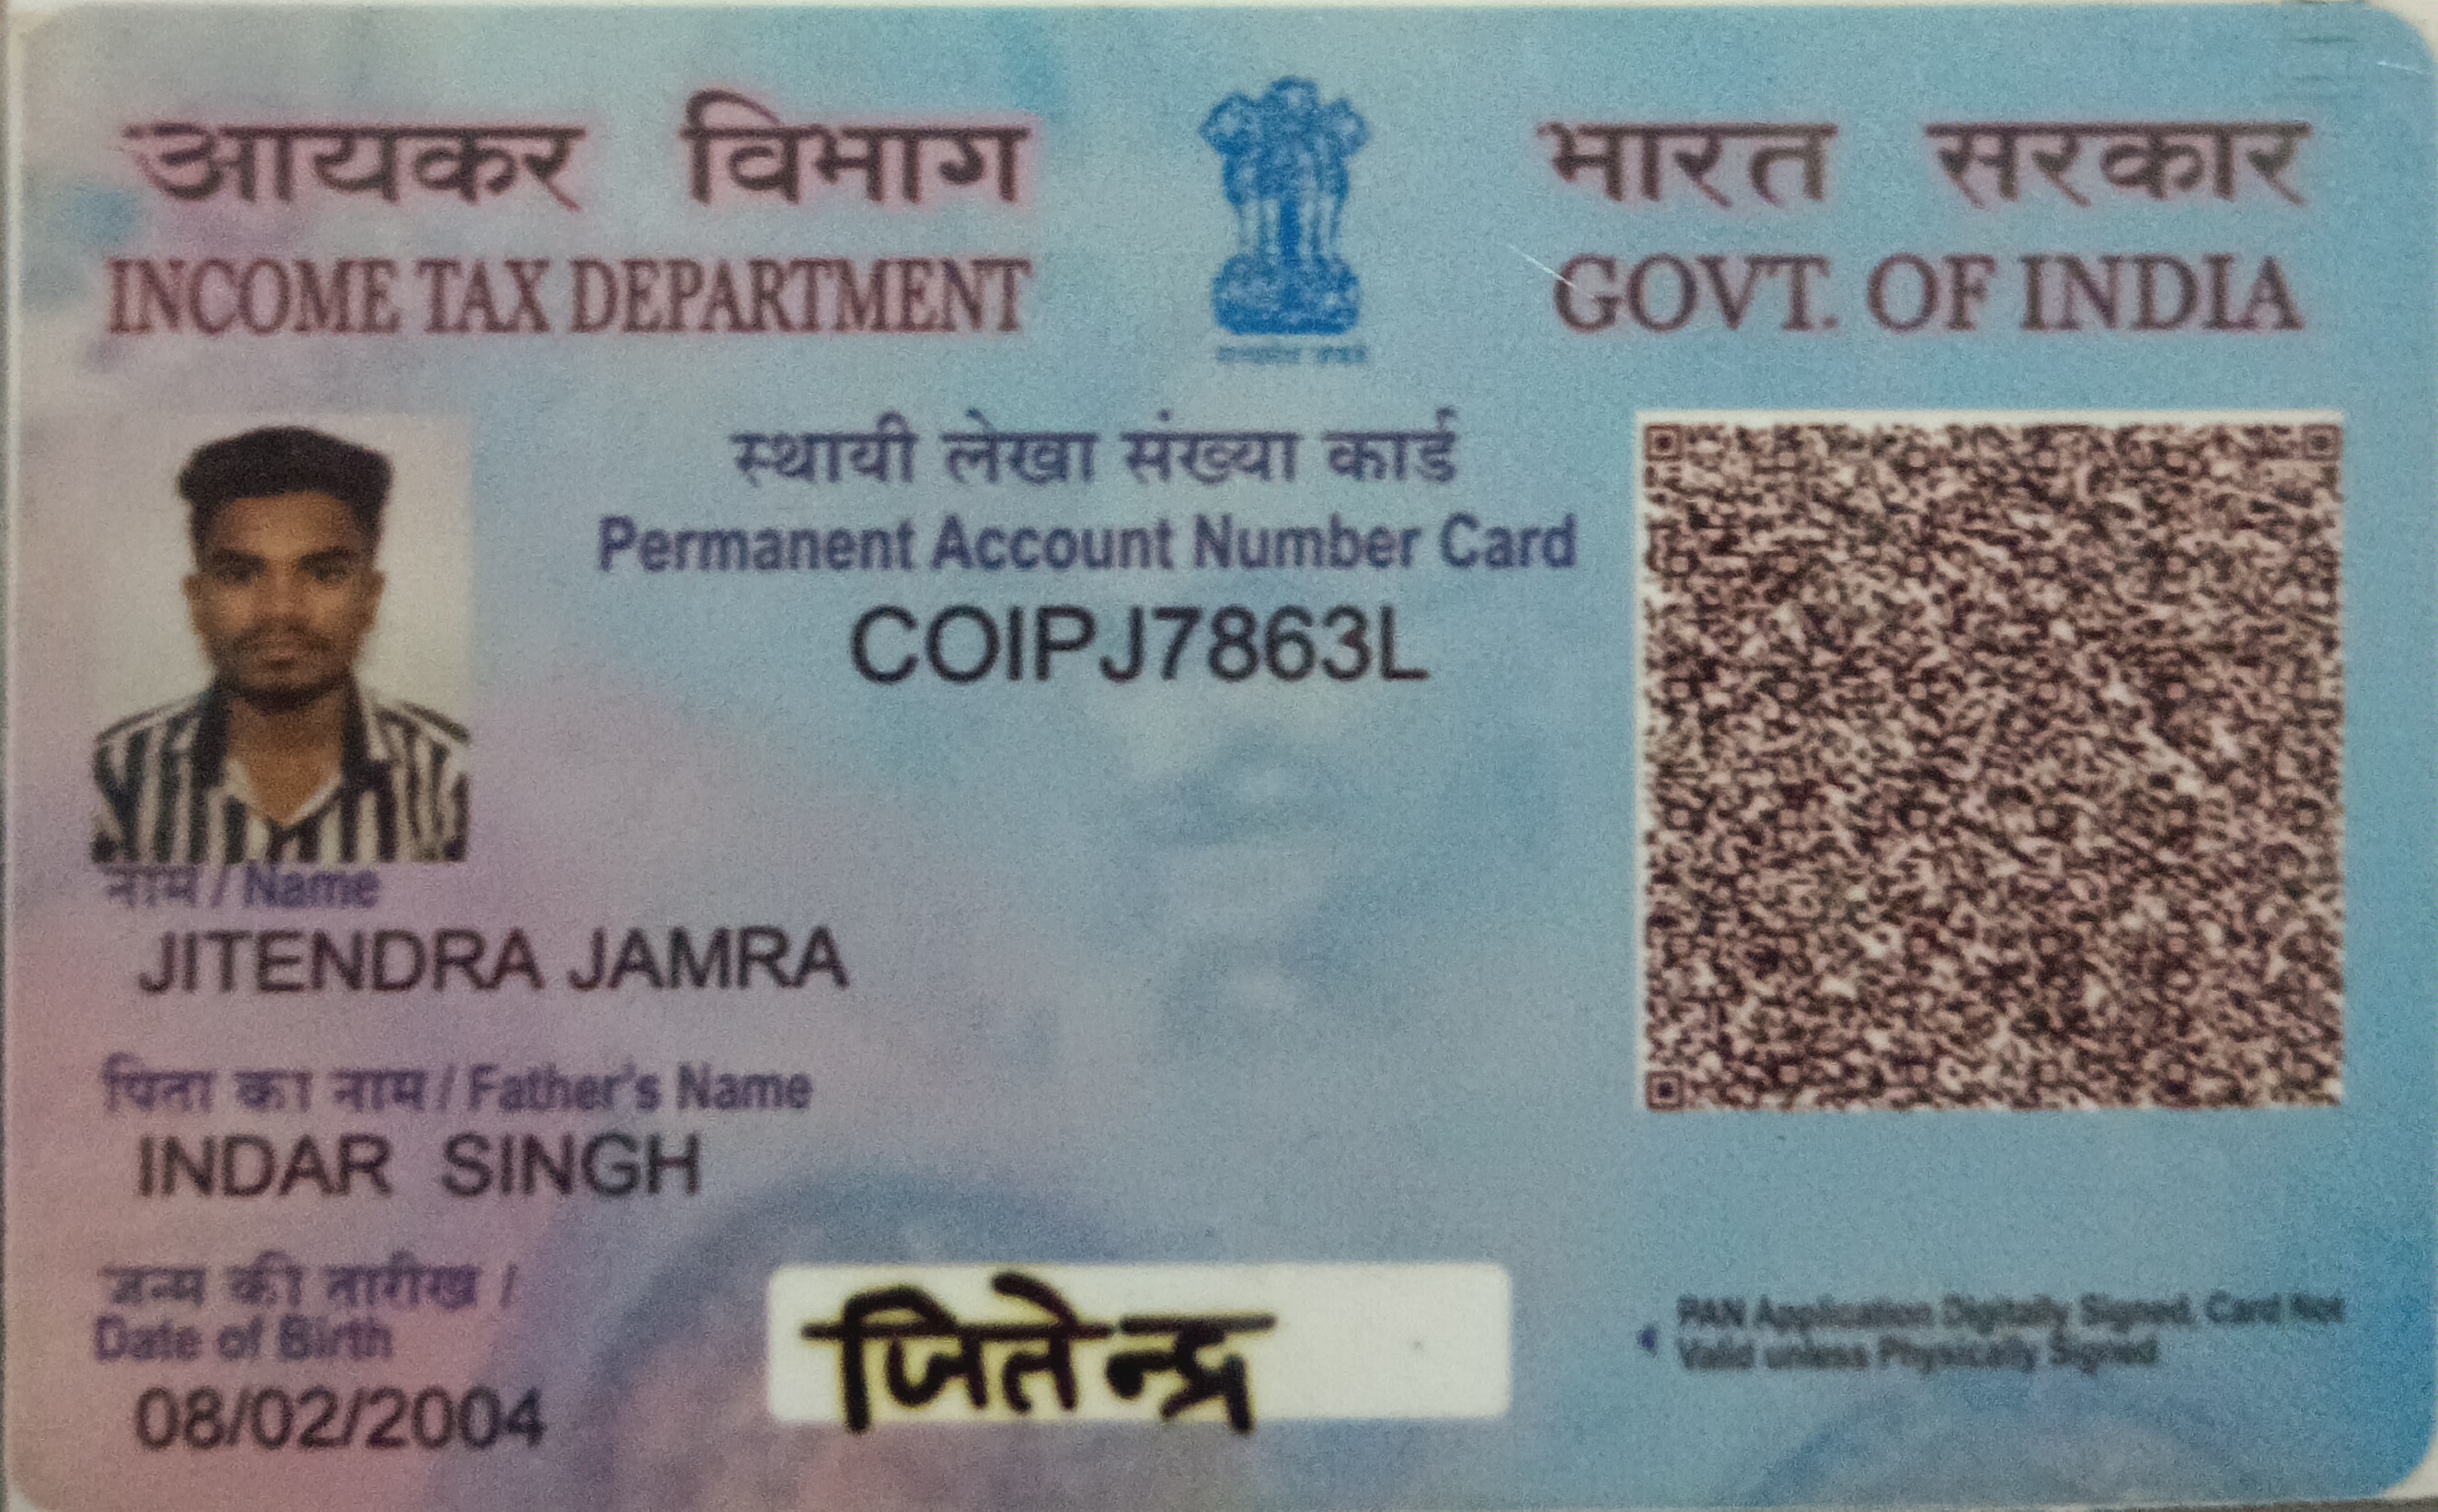 आयकर विभाग
INCOME TAX DEPARTMENT
भारत सरकार
GOVT. OF INDIA
स्थायी लेखा संख्या कार्ड
Permanent Account Number Card
COIPJ7863L
नाम / Name
JITENDRA JAMRA
पिता का नाम / Father's Name
INDAR SINGH
जन्म की तारीख /
Date of Birth
08/02/2004
जितेन्द्र
PAN Application Digitally Signed, Card Not
Valid unless Physically Signed